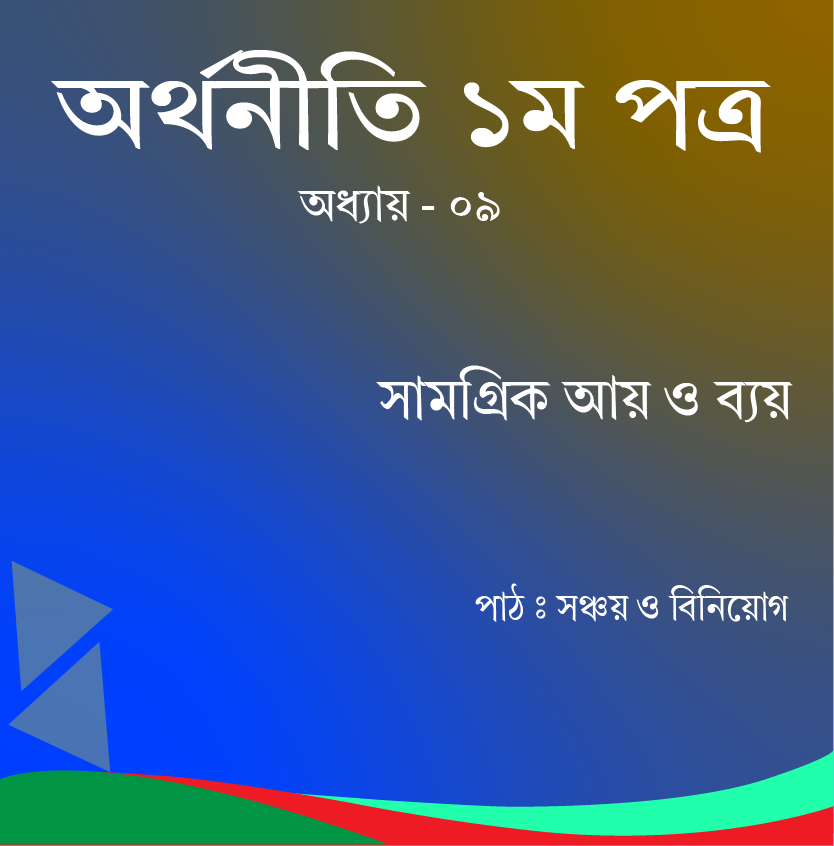 অর্থনীতি ১ম পত্র
অধ্যায় - ০৯
সামগ্রিক আয় ও ব্যয়
পাঠ ঃ সঞ্চয় ও বিনিয়োগ